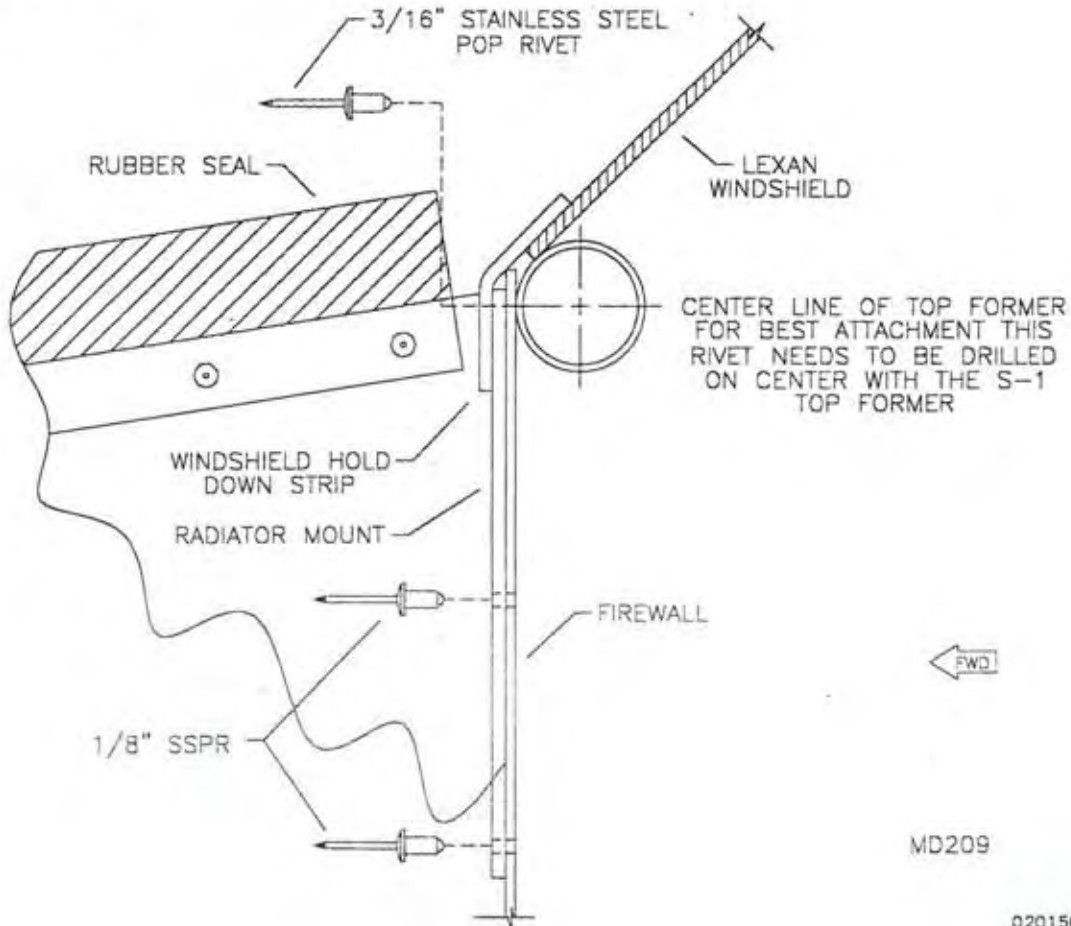 3/16" STAINLESS STEEL
POP RIVET
RUBBER SEAL
LEXAN
WINDSHIELD
CENTER LINE OF TOP FORMER
FOR BEST ATTACHMENT THIS
RIVET NEEDS TO BE DRILLED
ON CENTER WITH THE S-1
TOP FORMER
WINDSHIELD HOLD
DOWN STRIP
RADIATOR MOUNT
FIREWALL
FWD
1/8" SSPR
MD209